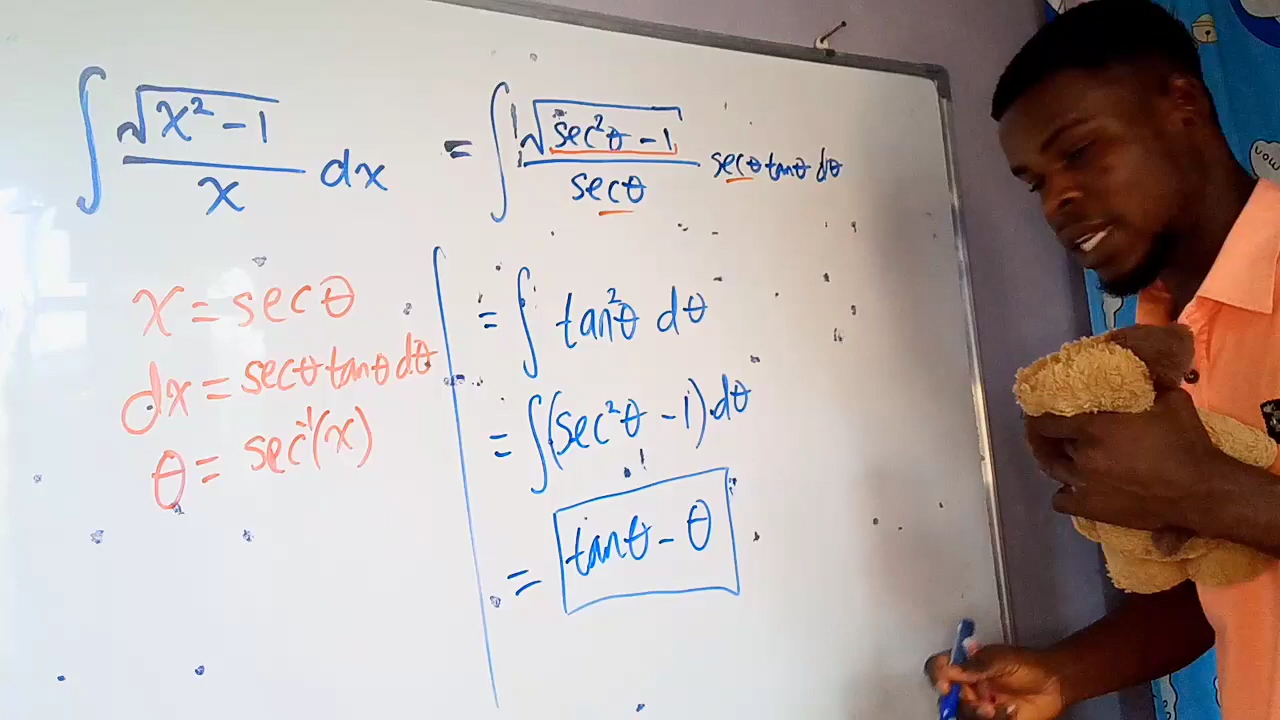 ∫ √(x² - 1) / x dx = ∫ √(sec²θ - 1) / secθ secθ tanθ dθ
x = secθ
dx = secθ tanθ dθ
θ = sec⁻¹(x)
= ∫ tan²θ dθ
= ∫ (sec²θ - 1) dθ
= tanθ - θ